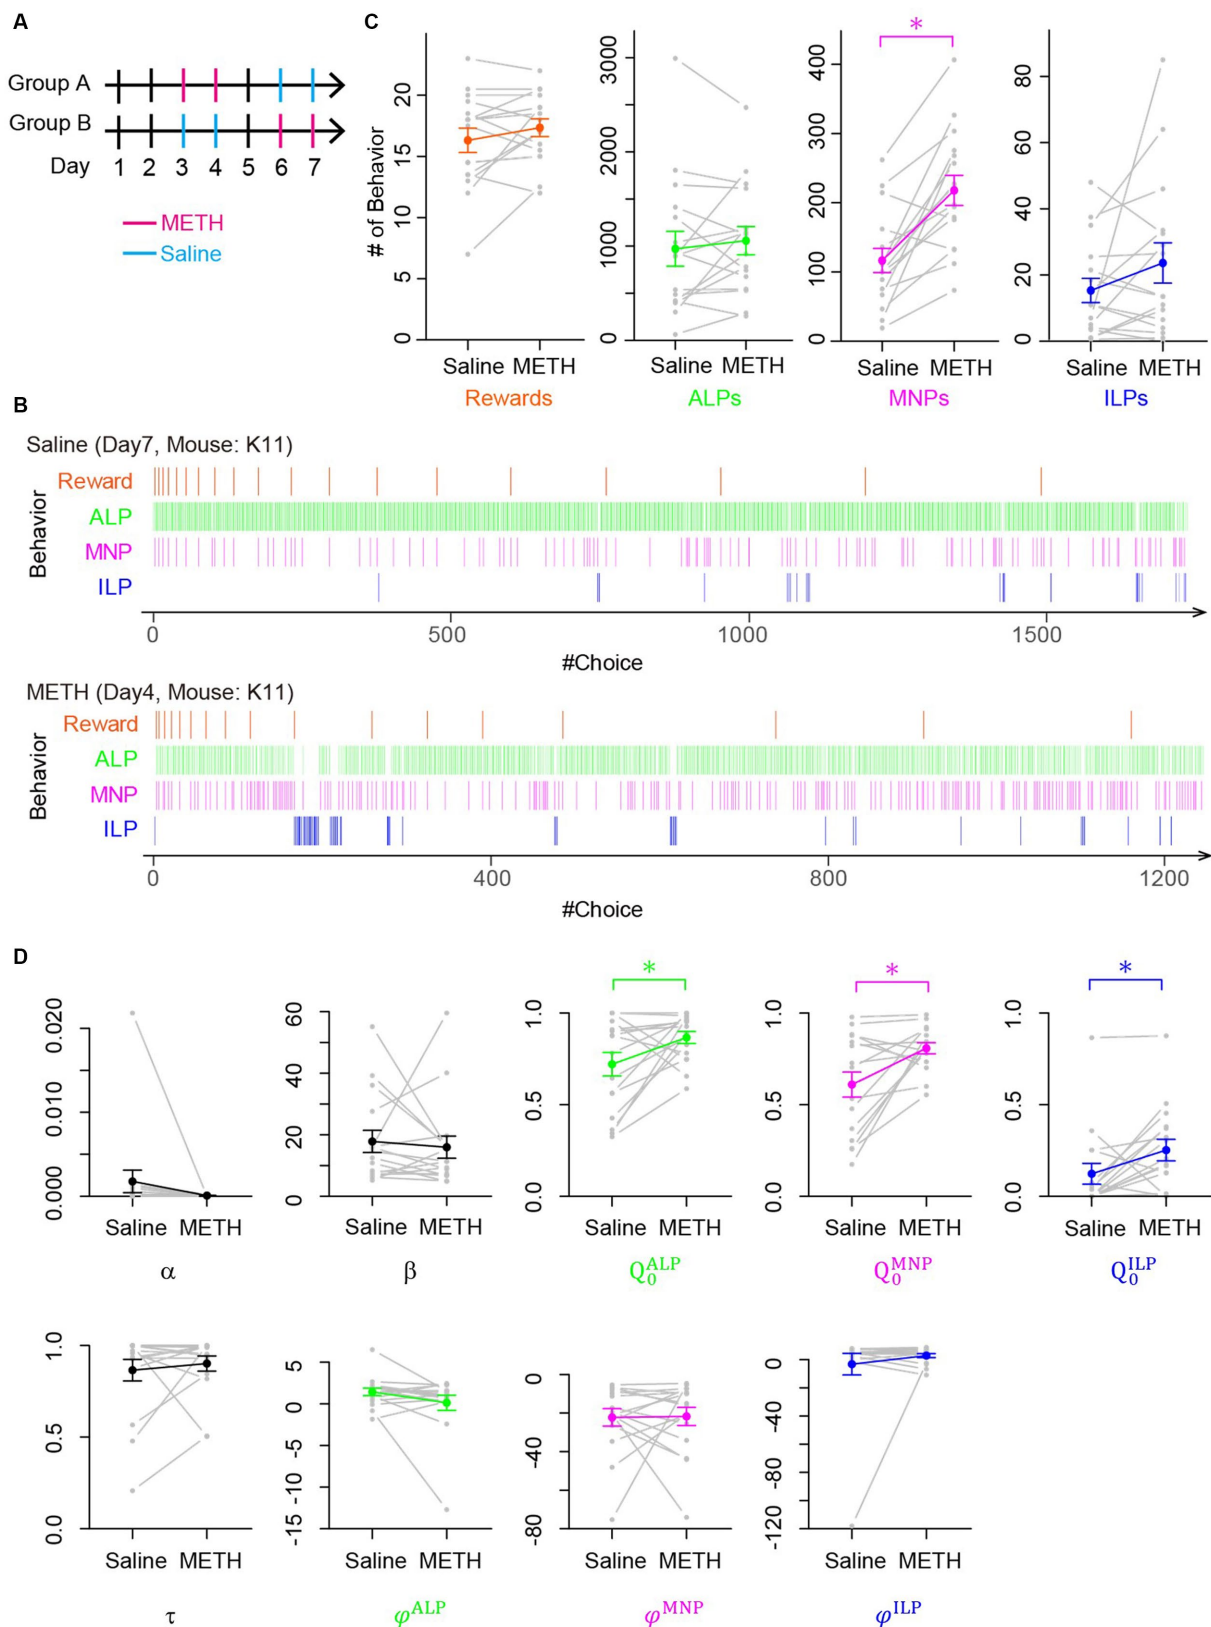 A
Group A
Group B
Day 1 2 3 4 5 6 7
METH
Saline
C
# of Behavior
0 5 10 15 20
Saline METH
Rewards
0 1000 2000 3000
Saline METH
ALPs
*
0 100 200 300 400
Saline METH
MNPs
0 20 40 60 80
Saline METH
ILPs
B
Saline (Day7, Mouse: K11)
Behavior
Reward
ALP
MNP
ILP
0 500 1000 1500
#Choice
METH (Day4, Mouse: K11)
Behavior
Reward
ALP
MNP
ILP
0 400 800 1200
#Choice
D
0.000 0.010 0.020
Saline METH
α
0 20 40 60
Saline METH
β
*
0.0 0.5 1.0
Saline METH
Q₀ᴬᴸᴾ
*
0.0 0.5 1.0
Saline METH
Q₀ᴹᴺᴾ
*
0.0 0.5 1.0
Saline METH
Q₀ᴵᴸᴾ
0.0 0.5 1.0
Saline METH
τ
-15 -10 -5 0 5
Saline METH
φᴬᴸᴾ
-80 -40 0
Saline METH
φᴹᴺᴾ
-120 -80 -40 0
Saline METH
φᴵᴸᴾ